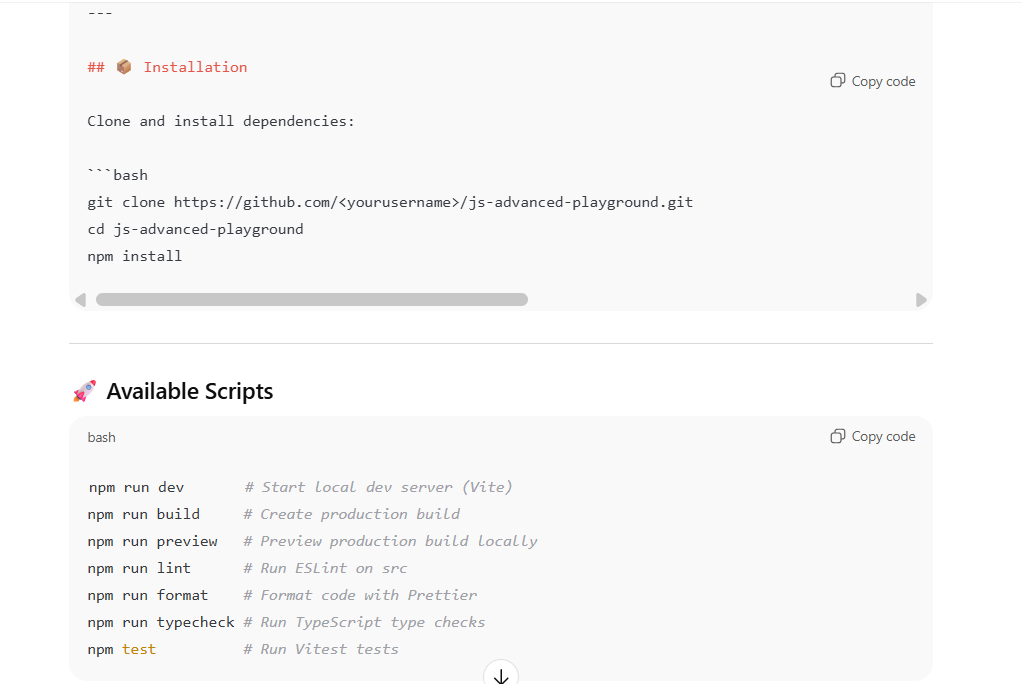 ---
## 📦 Installation
Copy code
Clone and install dependencies:
```bash
git clone https://github.com/<yourusername>/js-advanced-playground.git
cd js-advanced-playground
npm install
🚀 Available Scripts
bash
Copy code
npm run dev       # Start local dev server (Vite)
npm run build     # Create production build
npm run preview   # Preview production build locally
npm run lint      # Run ESLint on src
npm run format    # Format code with Prettier
npm run typecheck # Run TypeScript type checks
npm test          # Run Vitest tests